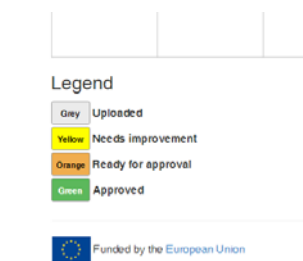 Legend
Grey Uploaded
Yellow Needs improvement
Orange Ready for approval
Green Approved
Funded by the European Union